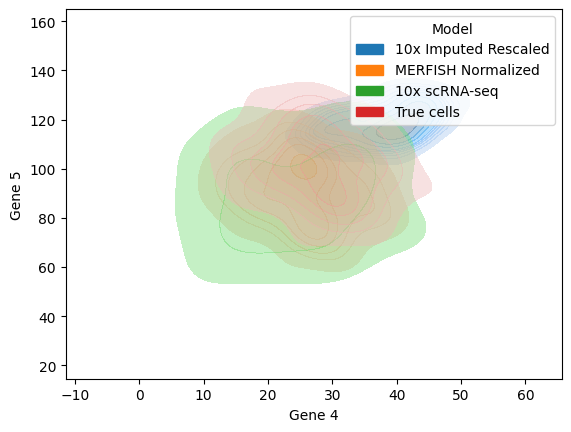 160
140
120
100
80
60
40
20
Gene 5
Model
10x Imputed Rescaled
MERFISH Normalized
10x scRNA-seq
True cells
−10 0 10 20 30 40 50 60
Gene 4